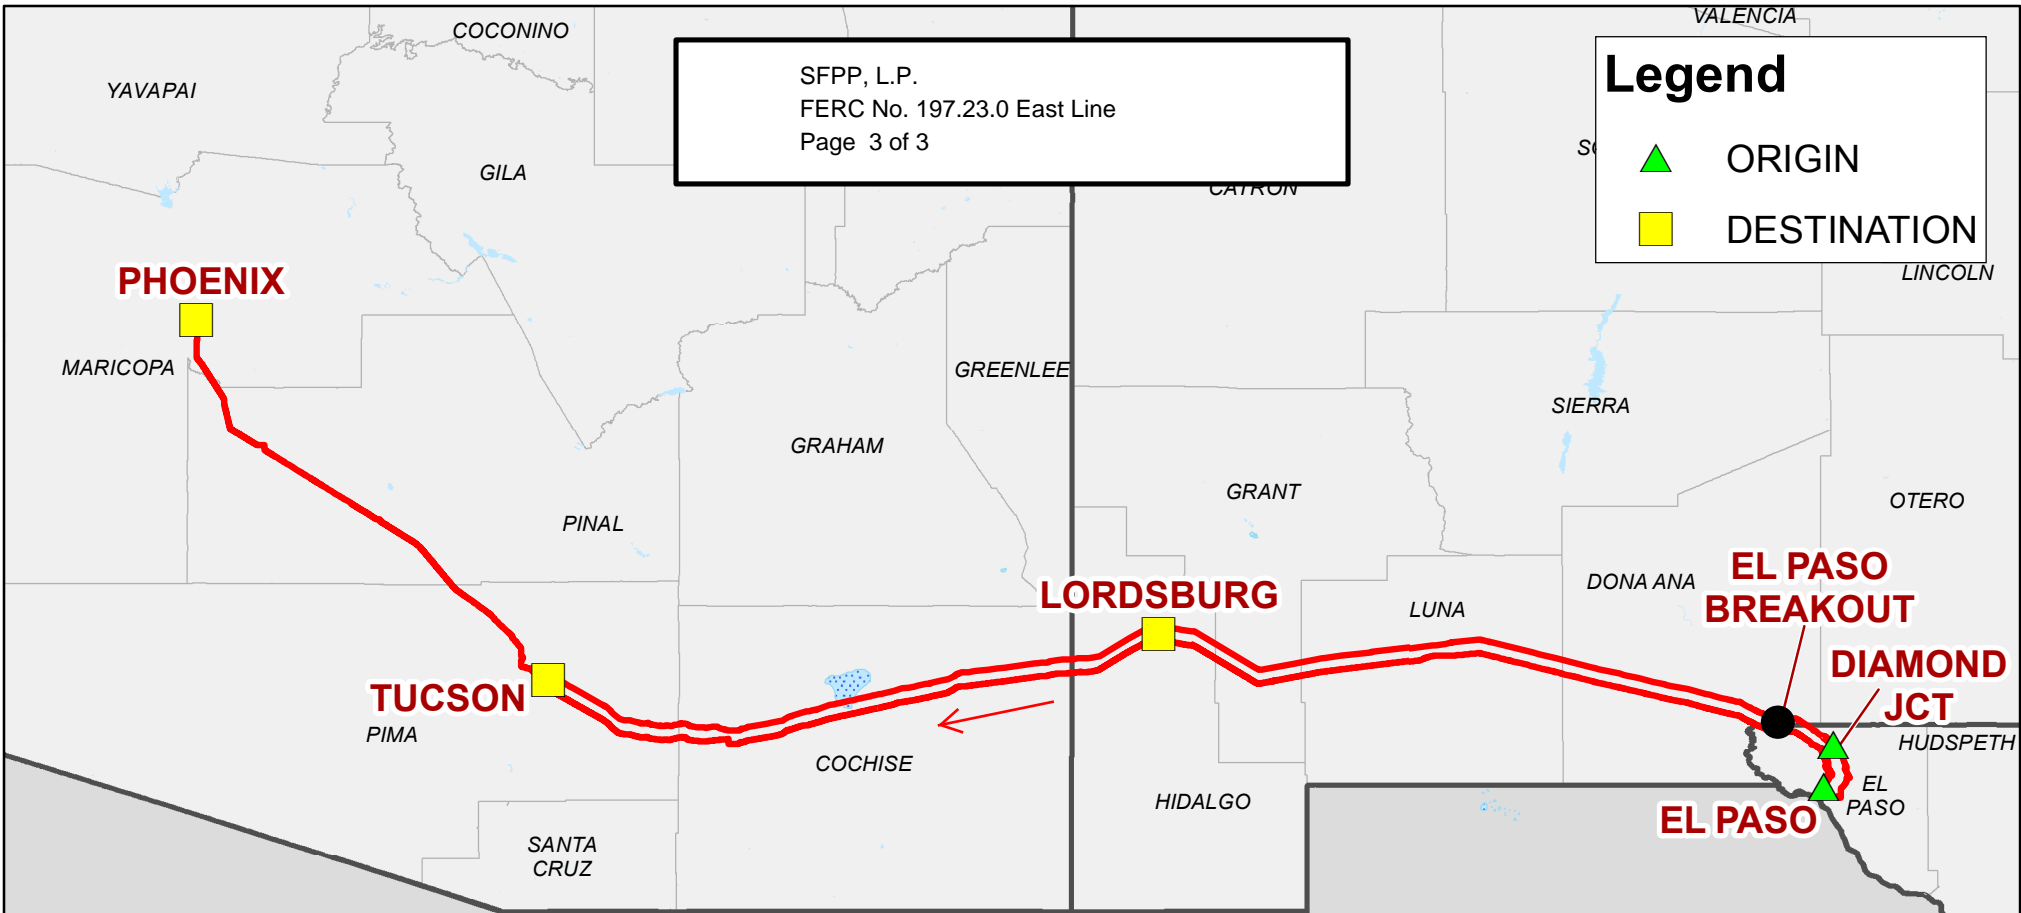 COCONINO
VALENCIA
YAVAPAI
SFPP, L.P.
FERC No. 197.23.0 East Line
Page 3 of 3
Legend
ORIGIN
DESTINATION
GILA
CATRON
LINCOLN
PHOENIX
MARICOPA
GREENLEE
SIERRA
GRAHAM
GRANT
OTERO
PINAL
EL PASO
BREAKOUT
DONA ANA
LORDSBURG
LUNA
DIAMOND
JCT
TUCSON
PIMA
HUDSPETH
COCHISE
HIDALGO
EL
PASO
EL PASO
SANTA
CRUZ